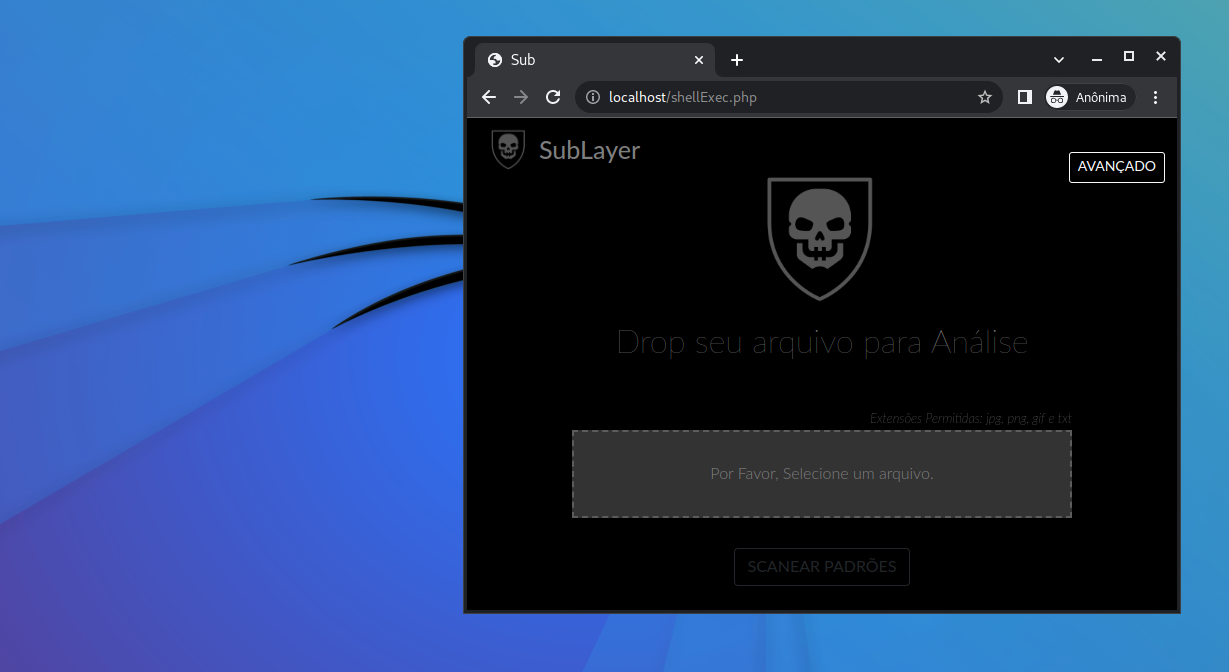 Sub
localhost/shellExec.php
Anônima
SubLayer
AVANÇADO
Drop seu arquivo para Análise
Extensões Permitidas: jpg, png, gif e txt
Por Favor, Selecione um arquivo.
SCANEAR PADRÕES